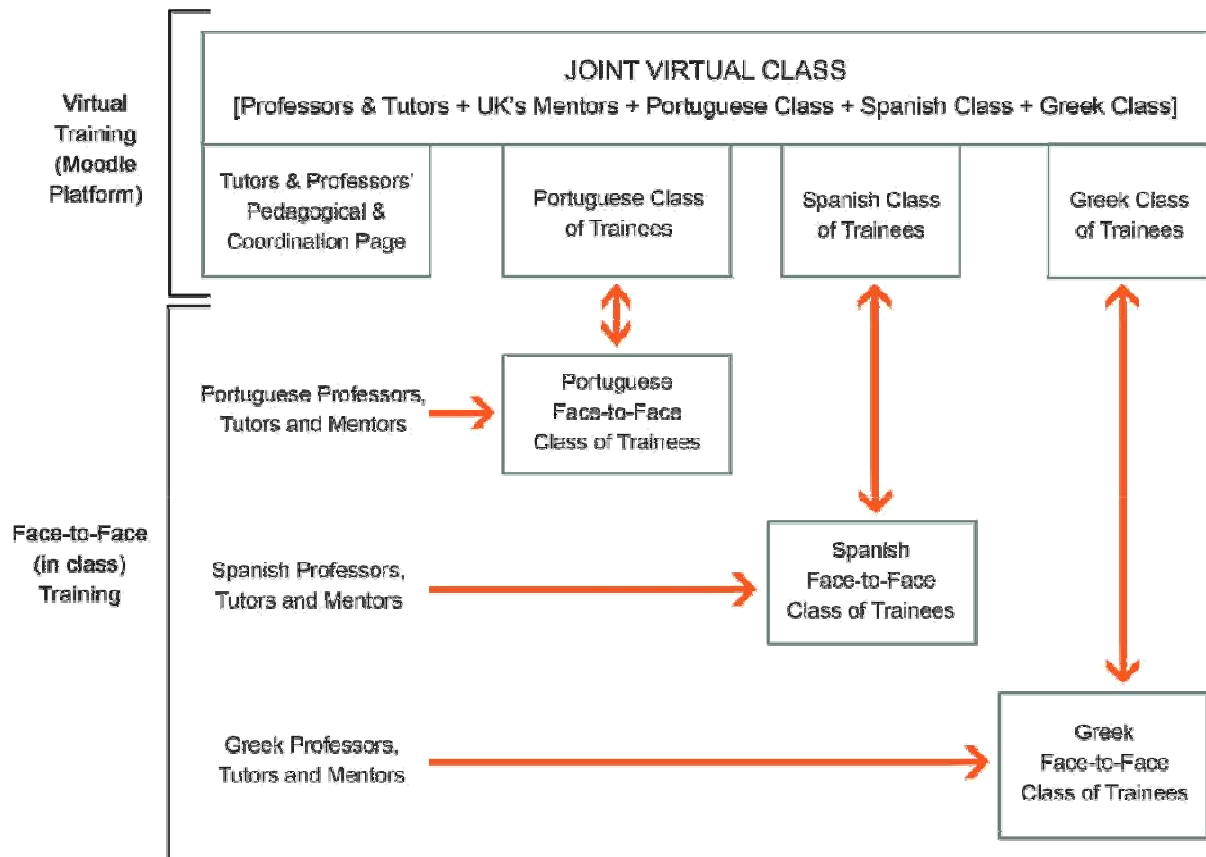 Virtual
Training
(Moodle
Platform)
JOINT VIRTUAL CLASS
[Professors & Tutors + UK's Mentors + Portuguese Class + Spanish Class + Greek Class]
Tutors & Professors'
Pedagogical &
Coordination Page
Portuguese Class
of Trainees
Spanish Class
of Trainees
Greek Class
of Trainees
Face-to-Face
(in class)
Training
Portuguese Professors,
Tutors and Mentors
Portuguese
Face-to-Face
Class of Trainees
Spanish Professors,
Tutors and Mentors
Spanish
Face-to-Face
Class of Trainees
Greek Professors,
Tutors and Mentors
Greek
Face-to-Face
Class of Trainees